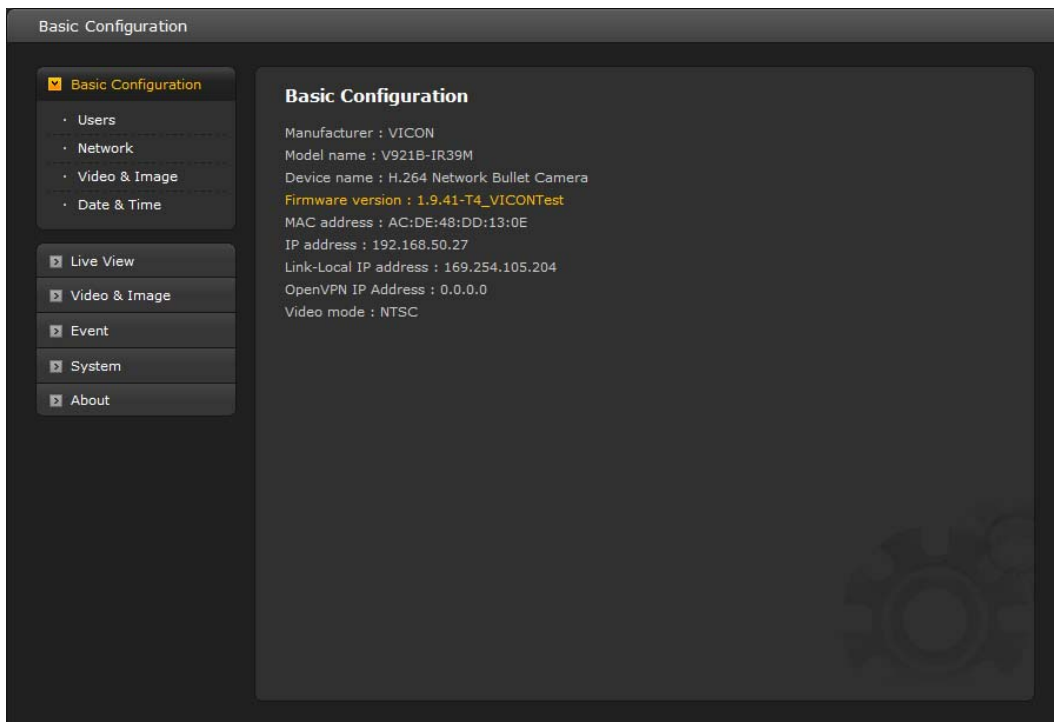 Basic Configuration
Basic Configuration
· Users
· Network
· Video & Image
· Date & Time
Live View
Video & Image
Event
System
About
Basic Configuration
Manufacturer : VICON
Model name : V921B-IR39M
Device name : H.264 Network Bullet Camera
Firmware version : 1.9.41-T4_VICONTest
MAC address : AC:DE:48:DD:13:0E
IP address : 192.168.50.27
Link-Local IP address : 169.254.105.204
OpenVPN IP Address : 0.0.0.0
Video mode : NTSC